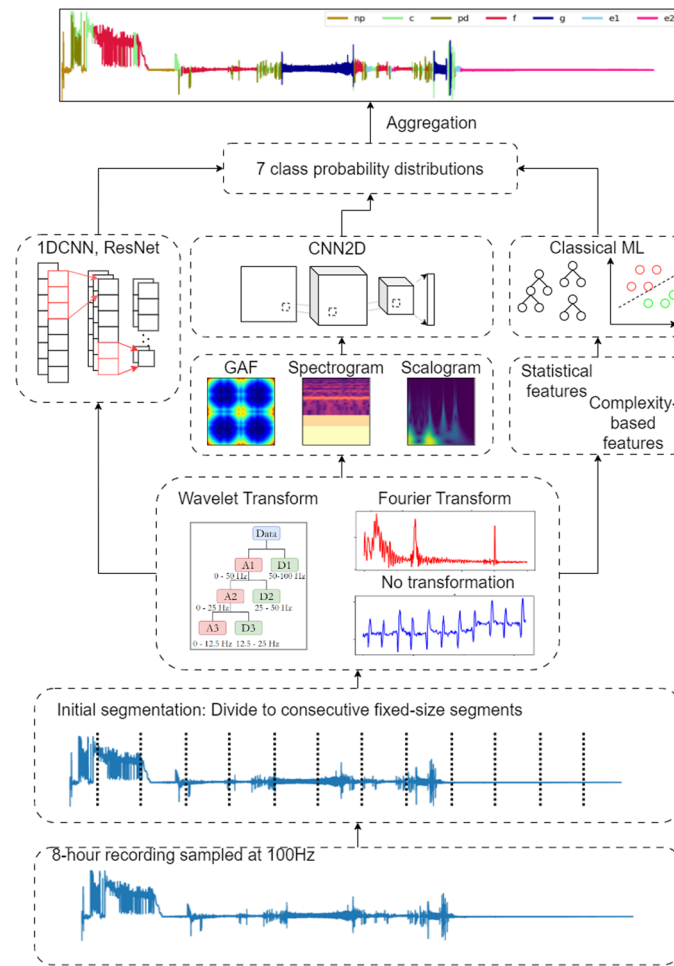 np c pd f g e1 e2
Aggregation
7 class probability distributions
1DCNN, ResNet
CNN2D
Classical ML
GAF
Spectrogram
Scalogram
Statistical
features
Complexity-
based
features
Wavelet Transform
Fourier Transform
Data
A1 D1
0 - 50 Hz 50-100 Hz
A2 D2
0 - 25 Hz 25 - 50 Hz
A3 D3
0 - 12.5 Hz 12.5 - 25 Hz
No transformation
Initial segmentation: Divide to consecutive fixed-size segments
8-hour recording sampled at 100Hz